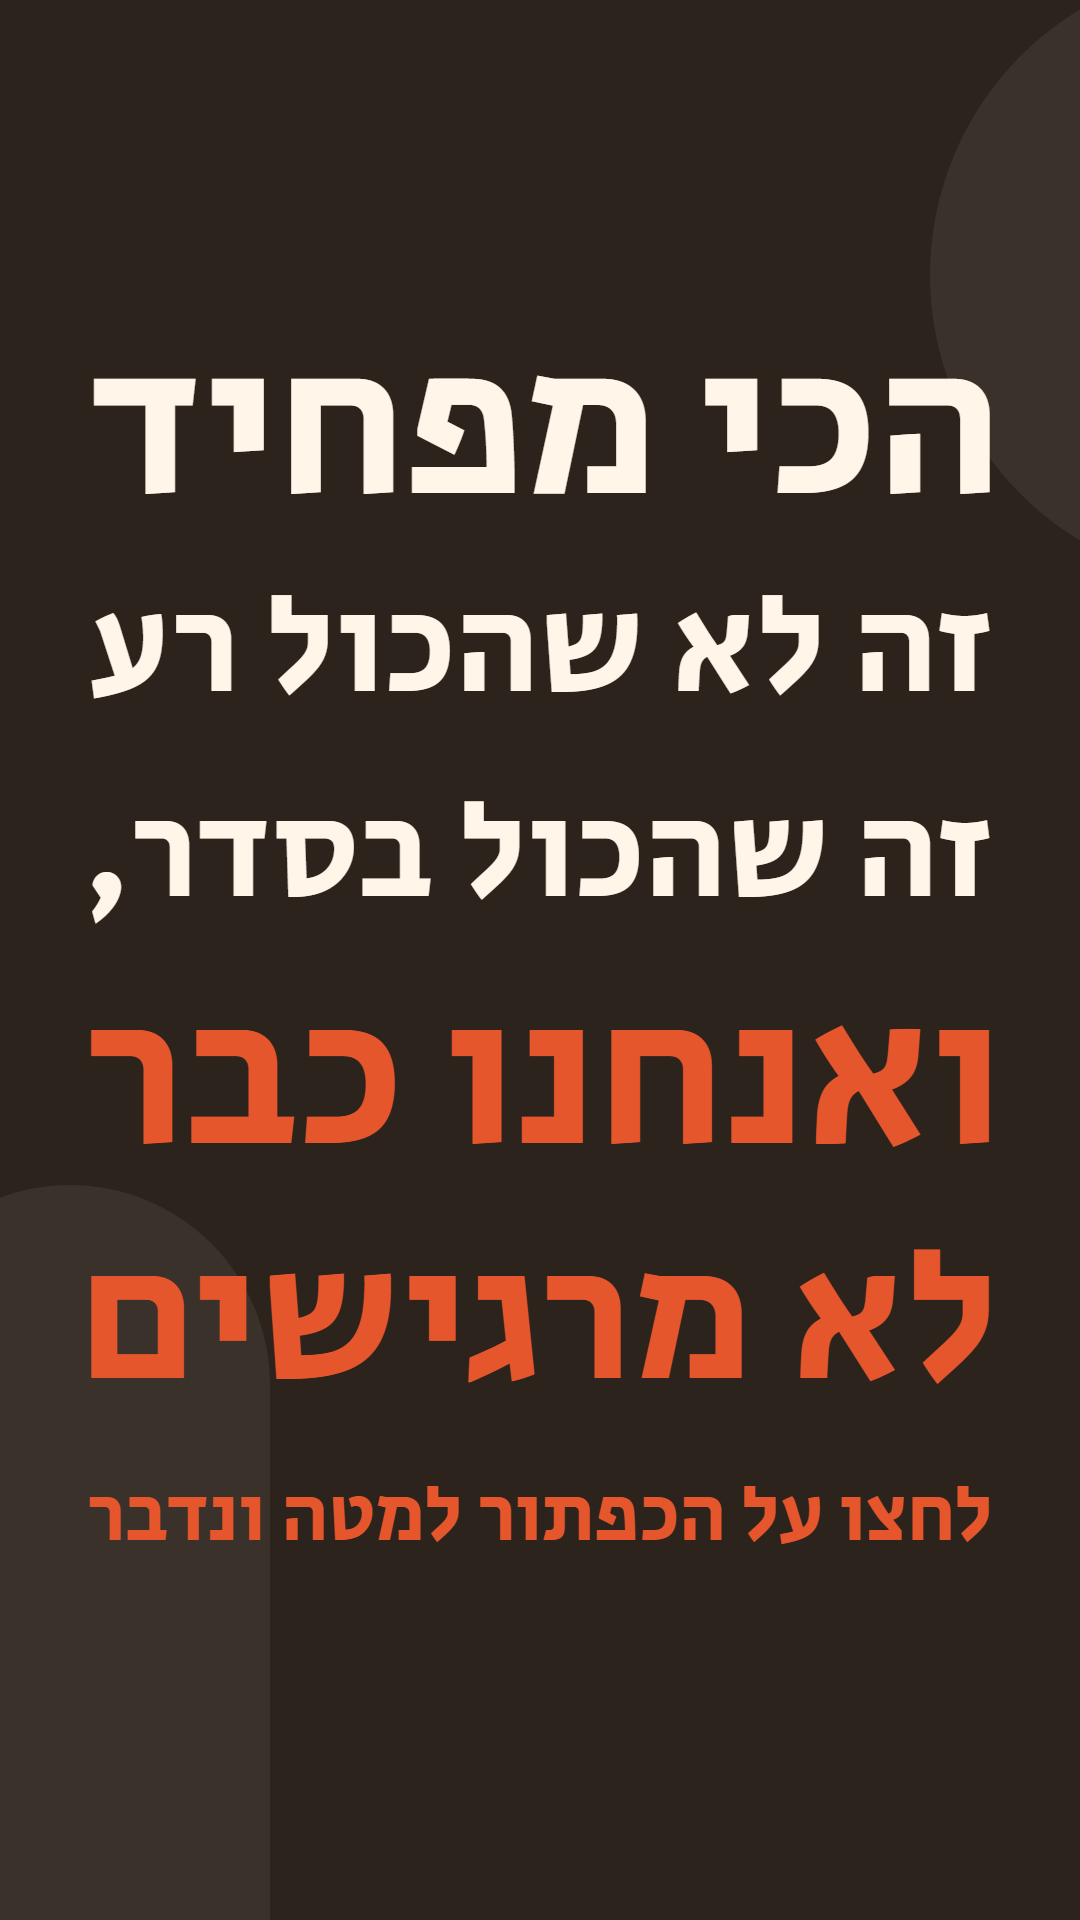 הכי מפחיד
זה לא שהכול רע
זה שהכול בסדר,
ואנחנו כבר
לא מרגישים
לחצו על הכפתור למטה ונדבר